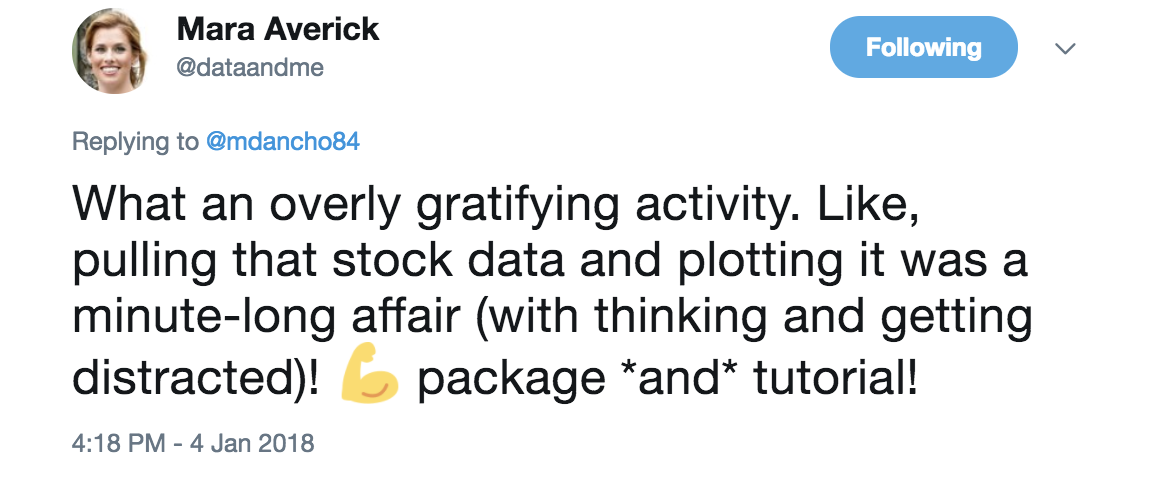 Mara Averick
@dataandme
Following
Replying to @mdancho84
What an overly gratifying activity. Like,
pulling that stock data and plotting it was a
minute-long affair (with thinking and getting
distracted)! 💪 package *and* tutorial!
4:18 PM - 4 Jan 2018